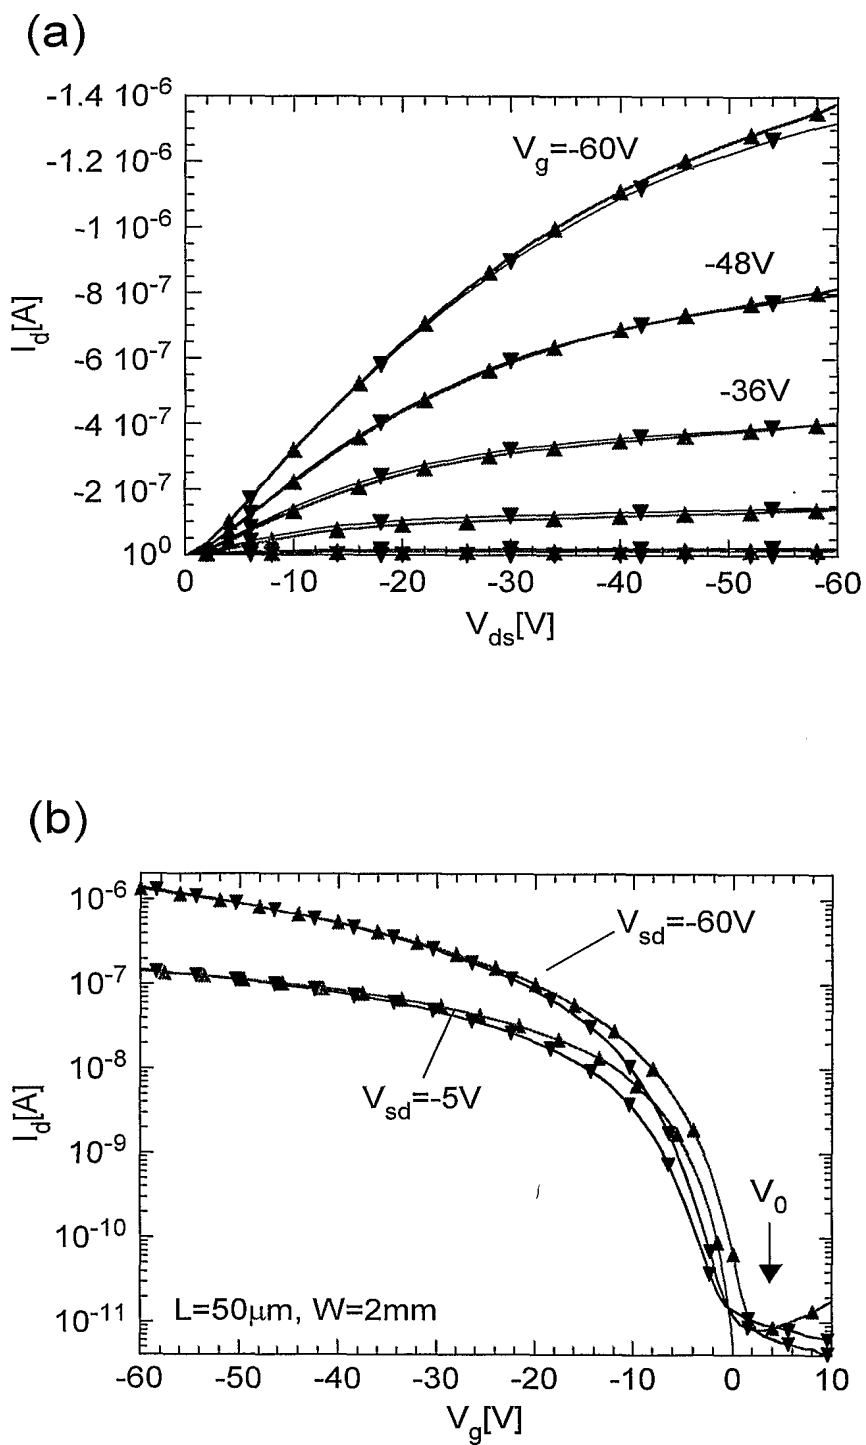 (a)
-1.4 10⁻⁶
-1.2 10⁻⁶
-1 10⁻⁶
-8 10⁻⁷
-6 10⁻⁷
-4 10⁻⁷
-2 10⁻⁷
10⁰
I_d[A]
V_g=-60V
-48V
-36V
0 -10 -20 -30 -40 -50 -60
V_ds[V]
(b)
10⁻⁶
10⁻⁷
10⁻⁸
10⁻⁹
10⁻¹⁰
10⁻¹¹
I_d[A]
V_sd=-60V
V_sd=-5V
V_0
L=50μm, W=2mm
-60 -50 -40 -30 -20 -10 0 10
V_g[V]